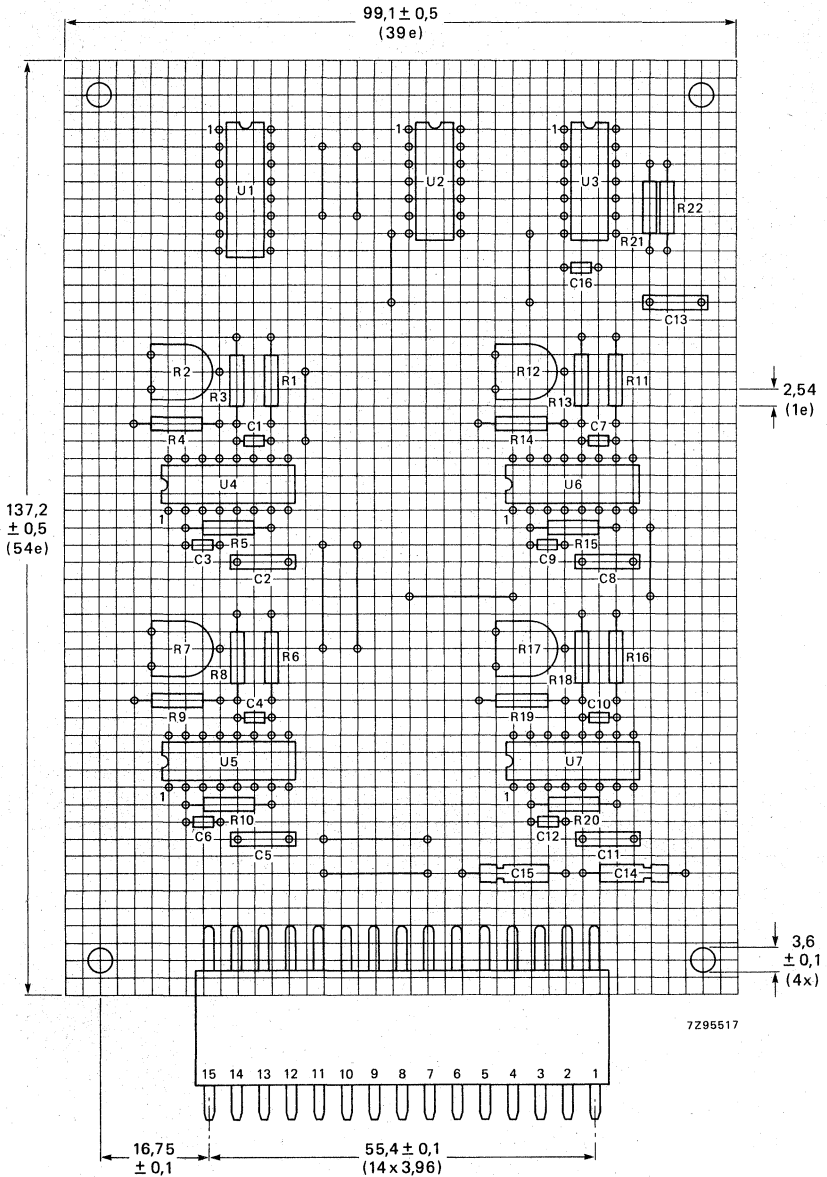 99,1 ± 0,5
(39e)
1
U1
1
U2
1
U3
R21
R22
C16
C13
R2
R3
R1
R12
R13
R11
2,54
(1e)
R4
C1
R14
C7
U4
U6
137,2
± 0,5
(54e)
1
R5
C3
C2
1
R15
C9
C8
R7
R8
R6
R17
R18
R16
R9
C4
R19
C10
U5
U7
1
R10
C6
C5
1
R20
C12
C11
C15
C14
3,6
± 0,1
(4x)
7Z95517
15 14 13 12 11 10 9 8 7 6 5 4 3 2 1
16,75
± 0,1
55,4 ± 0,1
(14x3,96)